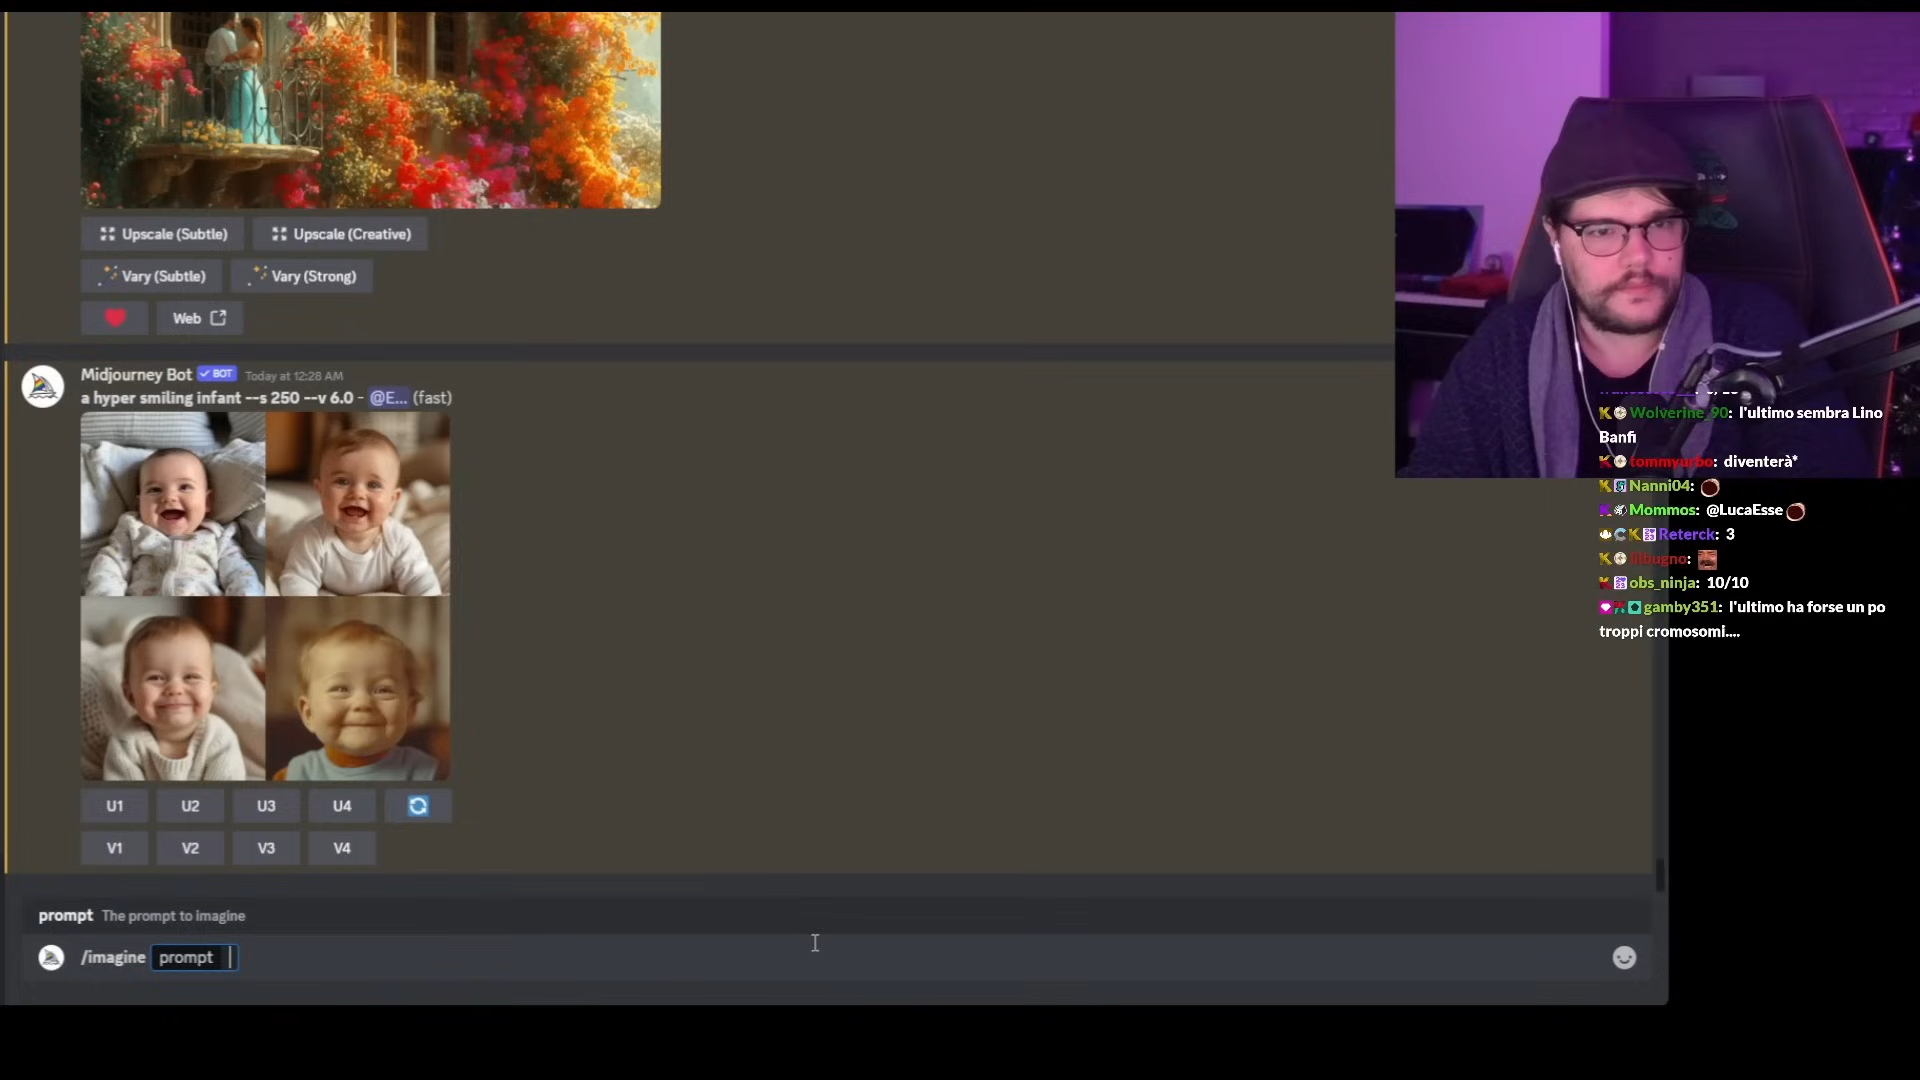 Upscale (Subtle) Upscale (Creative)
Vary (Subtle) Vary (Strong)
Web
Midjourney Bot BOT Today at 12:28 AM
a hyper smiling infant --s 250 --v 6.0 - @E... (fast)
U1 U2 U3 U4
V1 V2 V3 V4
prompt The prompt to imagine
/imagine prompt
Wolverine_90: l'ultimo sembra Lino
Banfi
tommyurbo: diventerà*
Nanni04:
Mommos: @LucaEsse
Reterck: 3
obs_ninja: 10/10
gamby351: l'ultimo ha forse un po
troppi cromosomi....